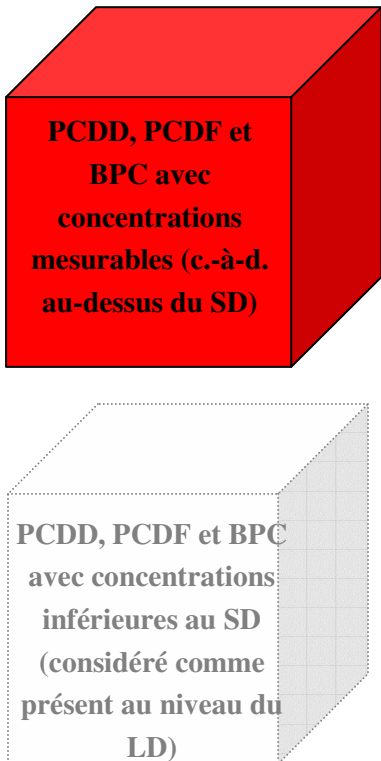 PCDD, PCDF et
BPC avec
concentrations
mesurables (c.-à-d.
au-dessus du SD)
PCDD, PCDF et BPC
avec concentrations
inférieures au SD
(considéré comme
présent au niveau du
LD)